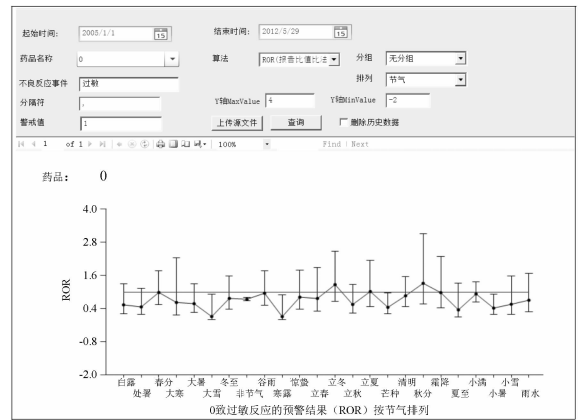 起始时间: 2005/1/1 15 结束时间: 2012/5/29 15
药品名称 0 算法 ROR(报告比值比法 分组 无分组
不良反应事件 过敏 排列 节气
分隔符 , Y轴MaxValue 4 Y轴MinValue -2
警戒值 1 上传源文件 查询 删除历史数据
1 of 1 100% Find | Next
药品: 0
4.0
2.8
1.6
0.4
-0.8
-2.0
ROR
白露 春分 大暑 冬至 谷雨 惊蛰 立冬 立夏 清明 霜降 小满 小雪
处暑 大寒 大雪 非节气 寒露 立春 立秋 芒种 秋分 夏至 小暑 雨水
0致过敏反应的预警结果（ROR）按节气排列